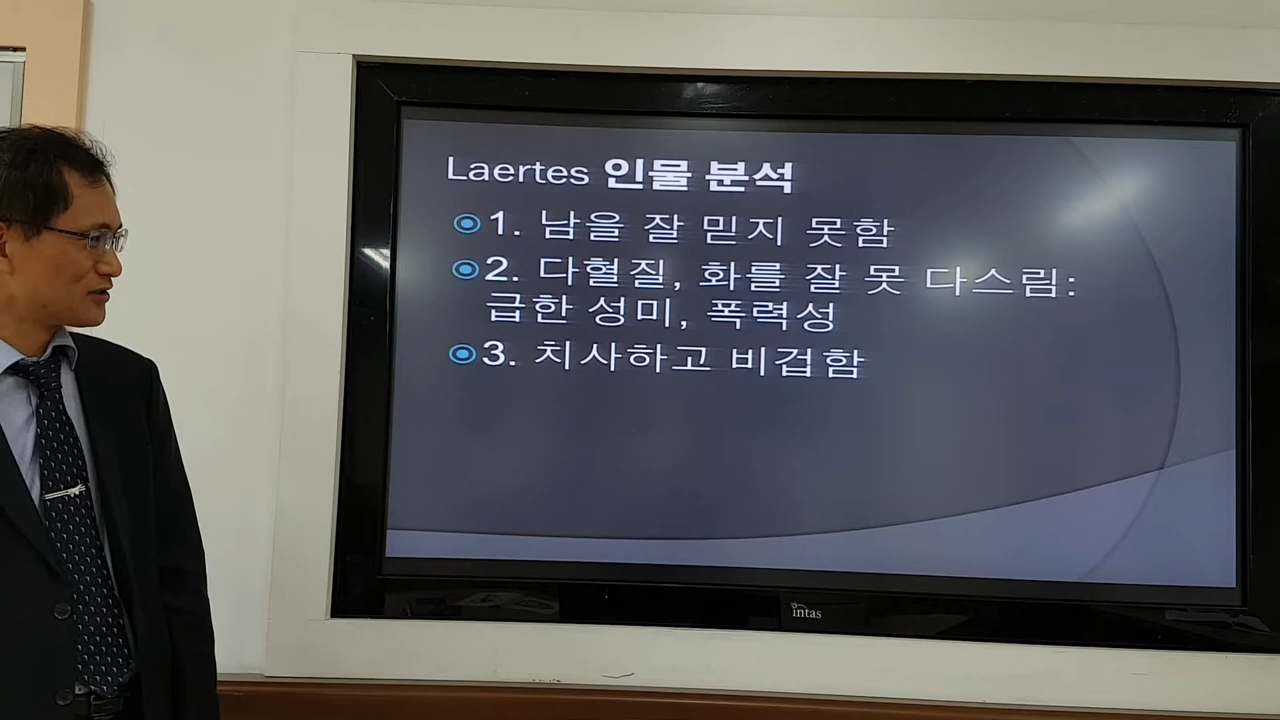 Laertes 인물 분석
1. 남을 잘 믿지 못함
2. 다혈질, 화를 잘 못 다스림:
급한 성미, 폭력성
3. 치사하고 비겁함
intas